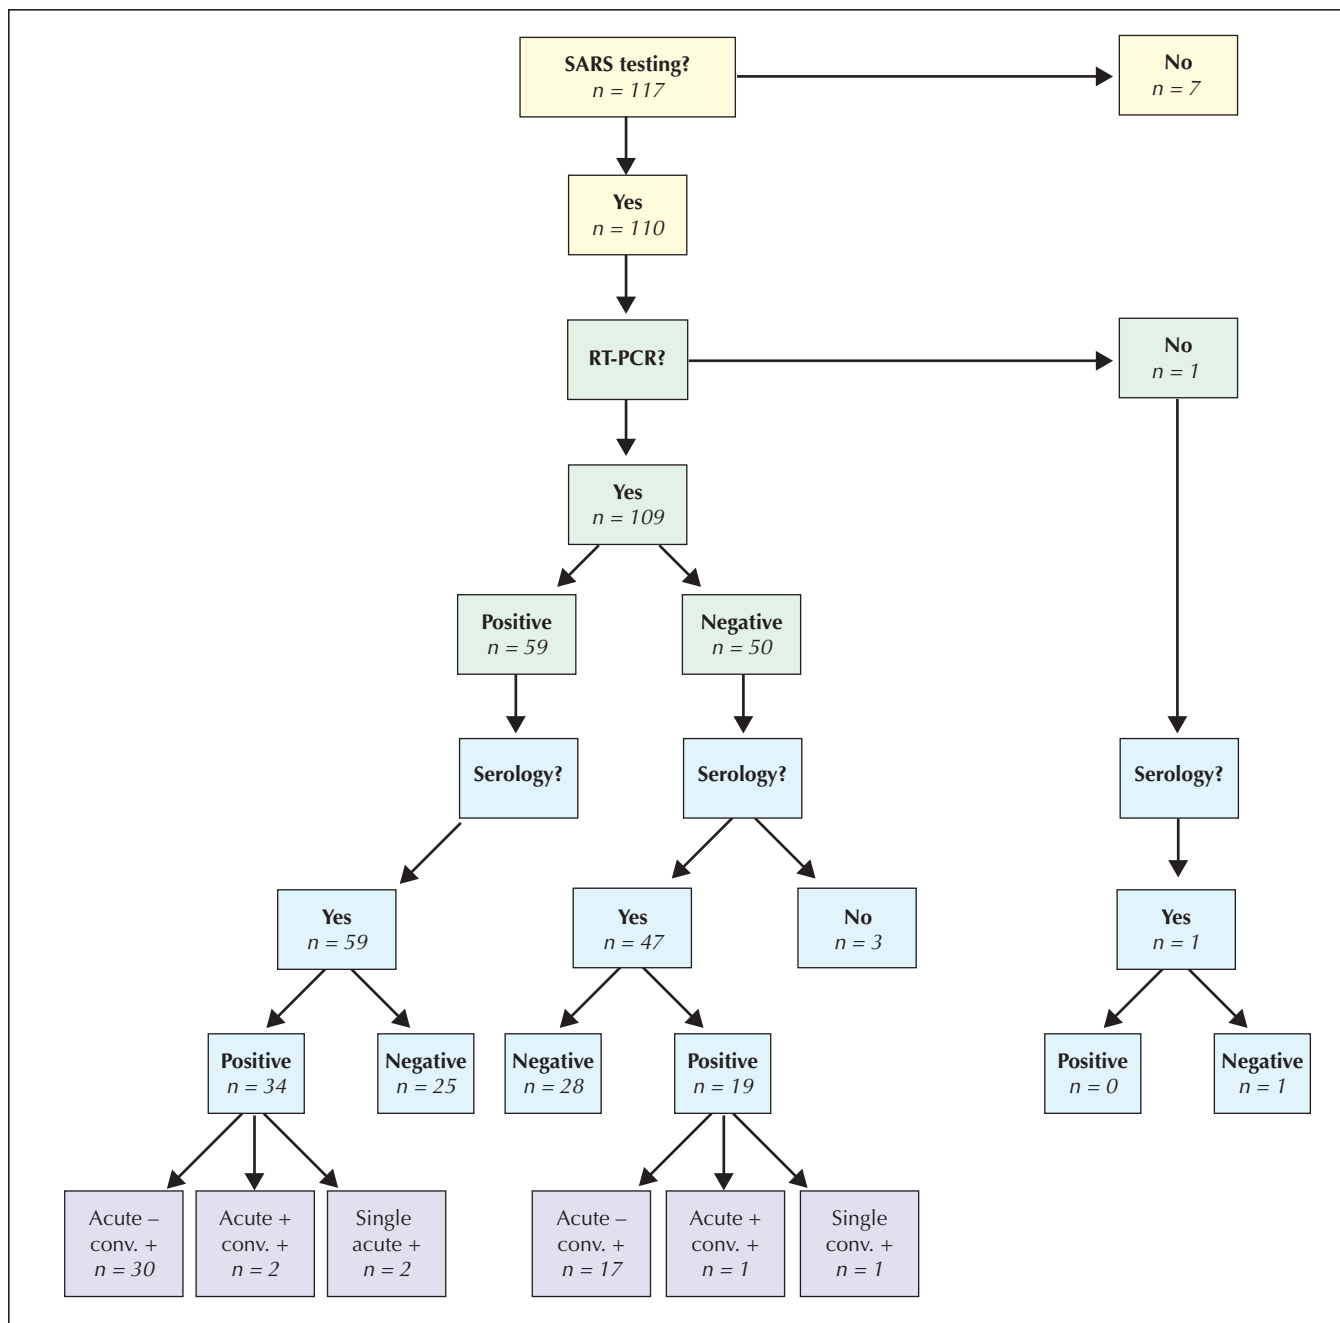 SARS testing?
n = 117
No
n = 7
Yes
n = 110
RT-PCR?
No
n = 1
Yes
n = 109
Positive
n = 59
Negative
n = 50
Serology?
Serology?
Serology?
Yes
n = 59
Yes
n = 47
No
n = 3
Yes
n = 1
Positive
n = 34
Negative
n = 25
Negative
n = 28
Positive
n = 19
Positive
n = 0
Negative
n = 1
Acute –
conv. +
n = 30
Acute +
conv. +
n = 2
Single
acute +
n = 2
Acute –
conv. +
n = 17
Acute +
conv. +
n = 1
Single
conv. +
n = 1